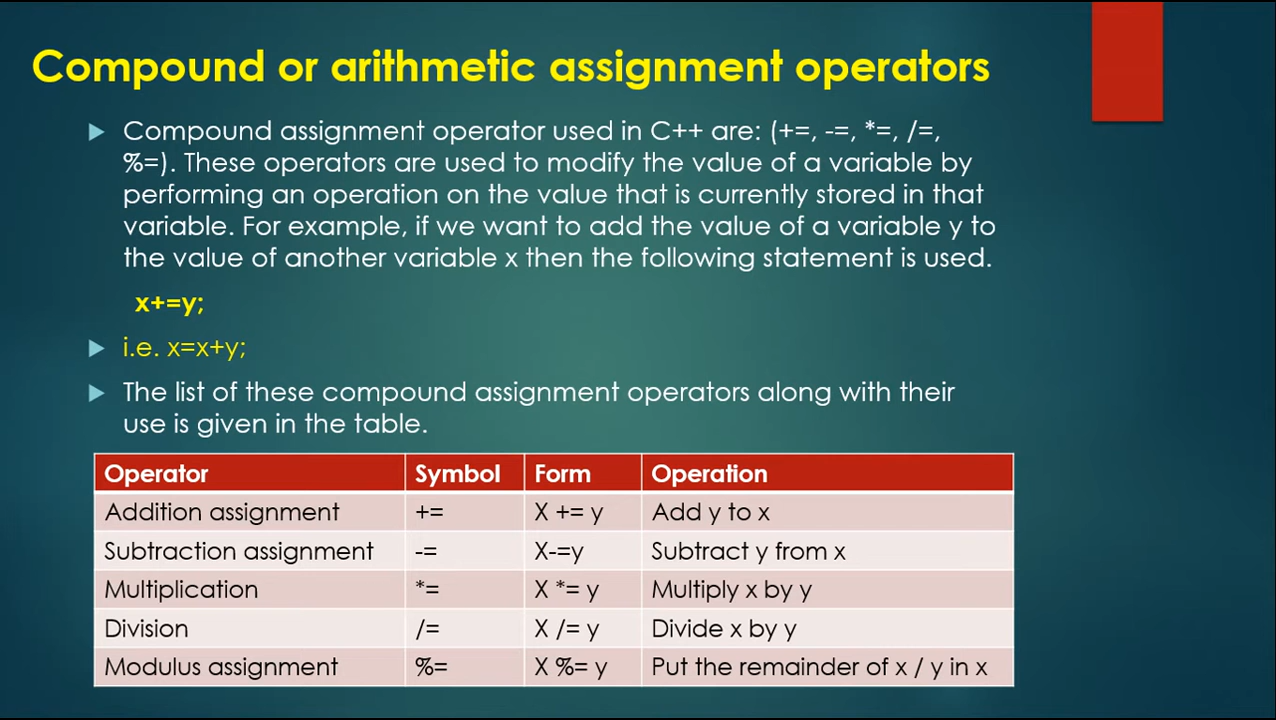 Compound or arithmetic assignment operators
Compound assignment operator used in C++ are: (+=, -=, *=, /=,
%=). These operators are used to modify the value of a variable by
performing an operation on the value that is currently stored in that
variable. For example, if we want to add the value of a variable y to
the value of another variable x then the following statement is used.
x+=y;
i.e. x=x+y;
The list of these compound assignment operators along with their
use is given in the table.
Operator Symbol Form Operation
Addition assignment += X += y Add y to x
Subtraction assignment -= X-=y Subtract y from x
Multiplication *= X *= y Multiply x by y
Division /= X /= y Divide x by y
Modulus assignment %= X %= y Put the remainder of x / y in x